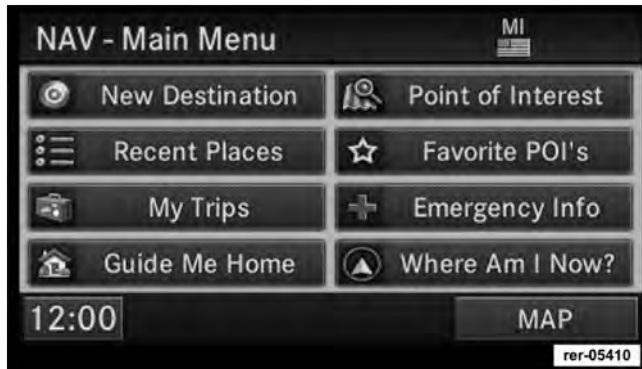 NAV - Main Menu
MI
New Destination
Point of Interest
Recent Places
Favorite POI's
My Trips
Emergency Info
Guide Me Home
Where Am I Now?
12:00
MAP
rer-05410